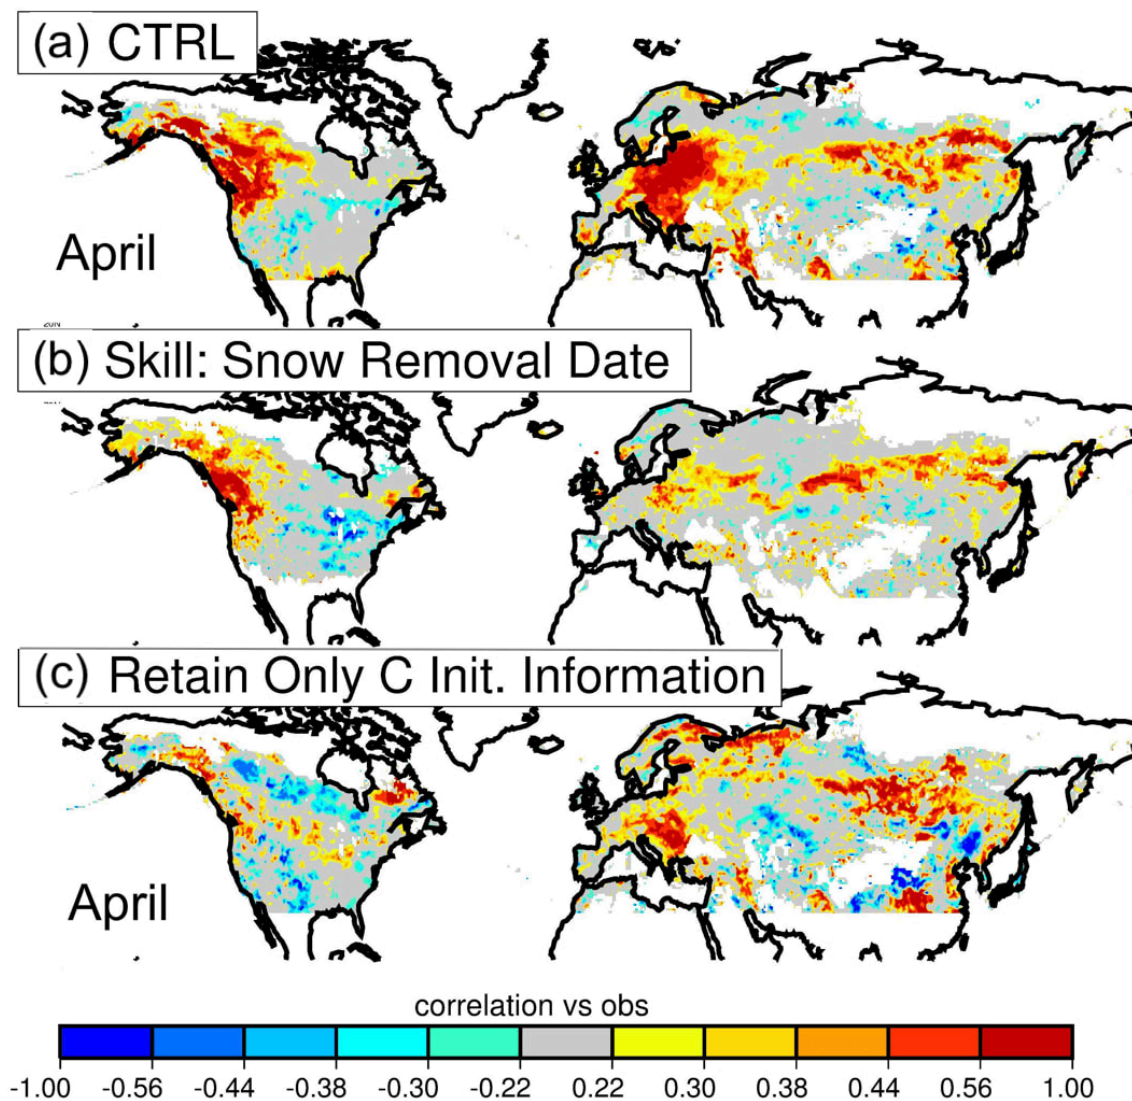 (a) CTRL
April
20N
(b) Skill: Snow Removal Date
(c) Retain Only C Init. Information
April
correlation vs obs
-1.00 -0.56 -0.44 -0.38 -0.30 -0.22 0.22 0.30 0.38 0.44 0.56 1.00